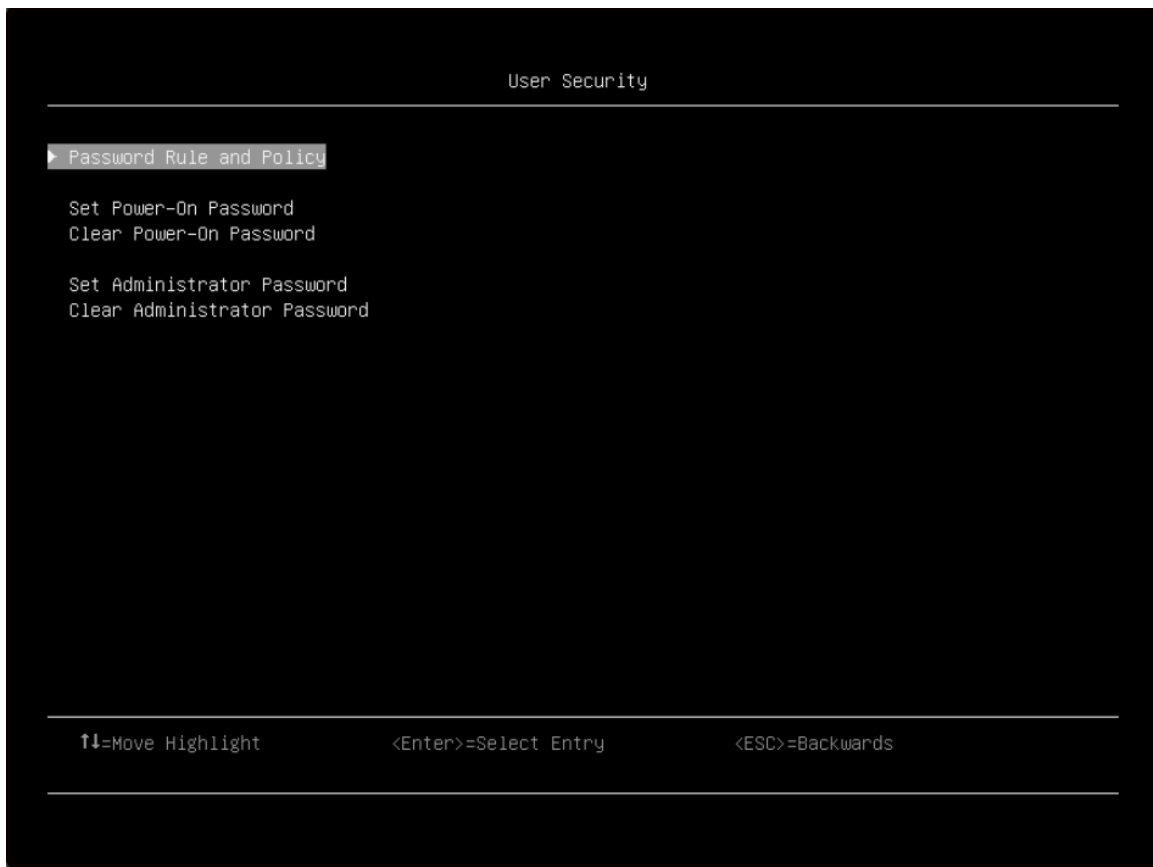 User Security
Password Rule and Policy
Set Power-On Password
Clear Power-On Password
Set Administrator Password
Clear Administrator Password
↑↓=Move Highlight <Enter>=Select Entry <ESC>=Backwards